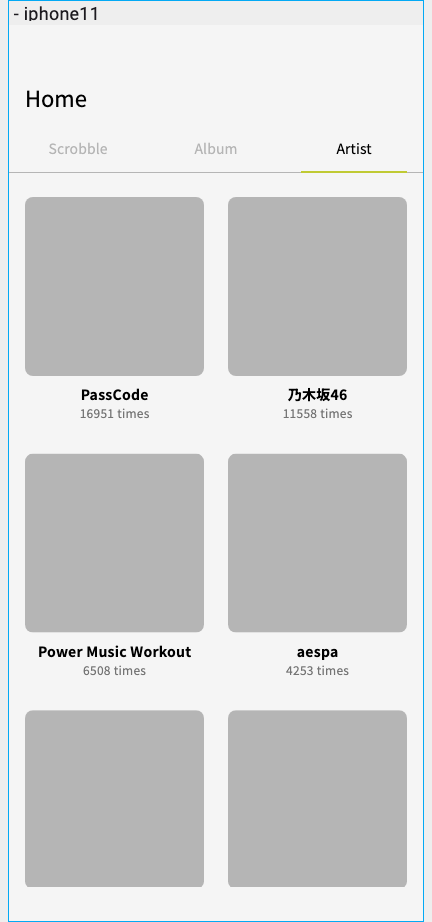 - iphone11
Home
Scrobble Album Artist
PassCode 乃木坂46
16951 times 11558 times
Power Music Workout aespa
6508 times 4253 times